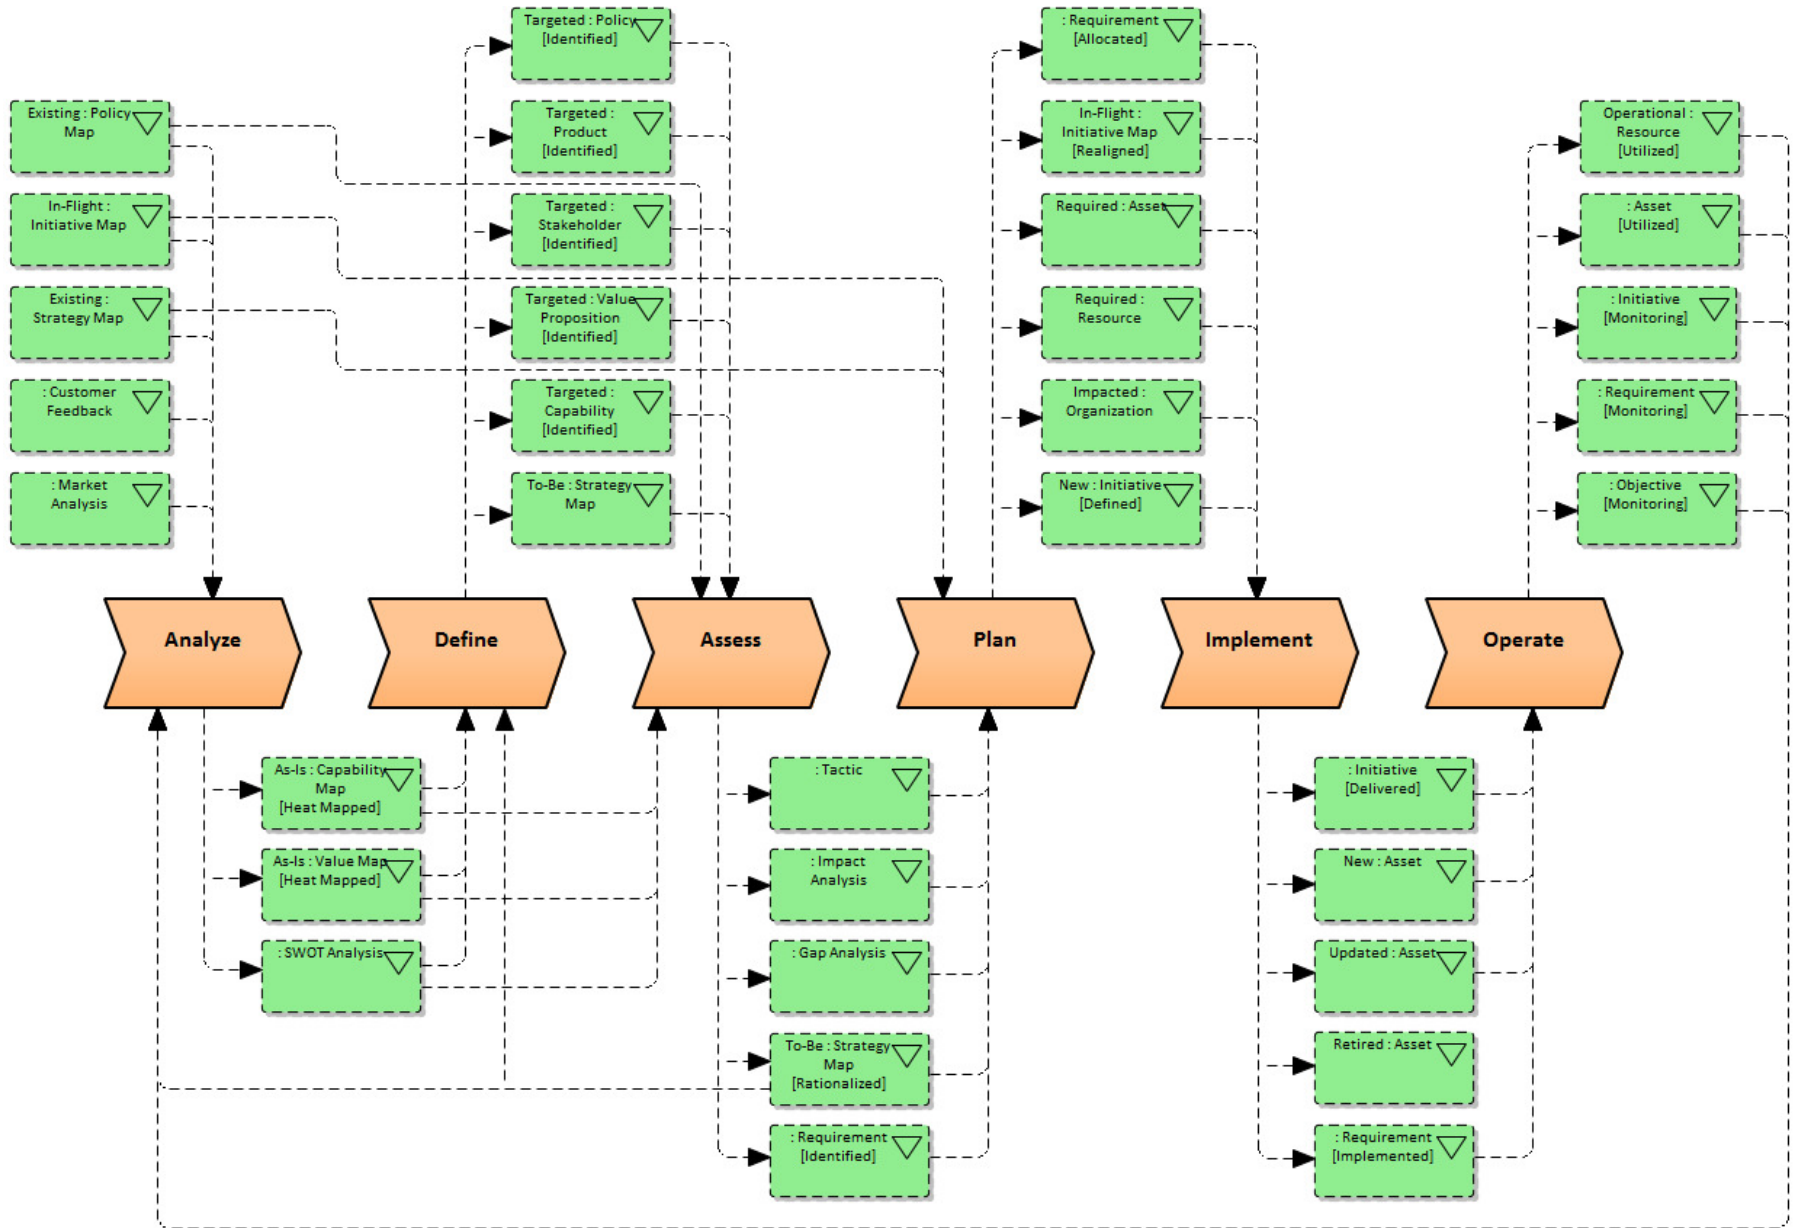 Targeted : Policy
[Identified]
: Requirement
[Allocated]
Existing : Policy
Map
Targeted :
Product
[Identified]
In-Flight :
Initiative Map
[Realigned]
Operational :
Resource
[Utilized]
In-Flight :
Initiative Map
Targeted :
Stakeholder
[Identified]
Required : Asset
: Asset
[Utilized]
Existing :
Strategy Map
Targeted : Value
Proposition
[Identified]
Required :
Resource
: Initiative
[Monitoring]
: Customer
Feedback
Targeted :
Capability
[Identified]
Impacted :
Organization
: Requirement
[Monitoring]
: Market
Analysis
To-Be : Strategy
Map
New : Initiative
[Defined]
: Objective
[Monitoring]
Analyze
Define
Assess
Plan
Implement
Operate
As-Is : Capability
Map
[Heat Mapped]
: Tactic
: Initiative
[Delivered]
As-Is : Value Map
[Heat Mapped]
: Impact
Analysis
New : Asset
: SWOT Analysis
: Gap Analysis
Updated : Asset
To-Be : Strategy
Map
[Rationalized]
Retired : Asset
: Requirement
[Identified]
: Requirement
[Implemented]